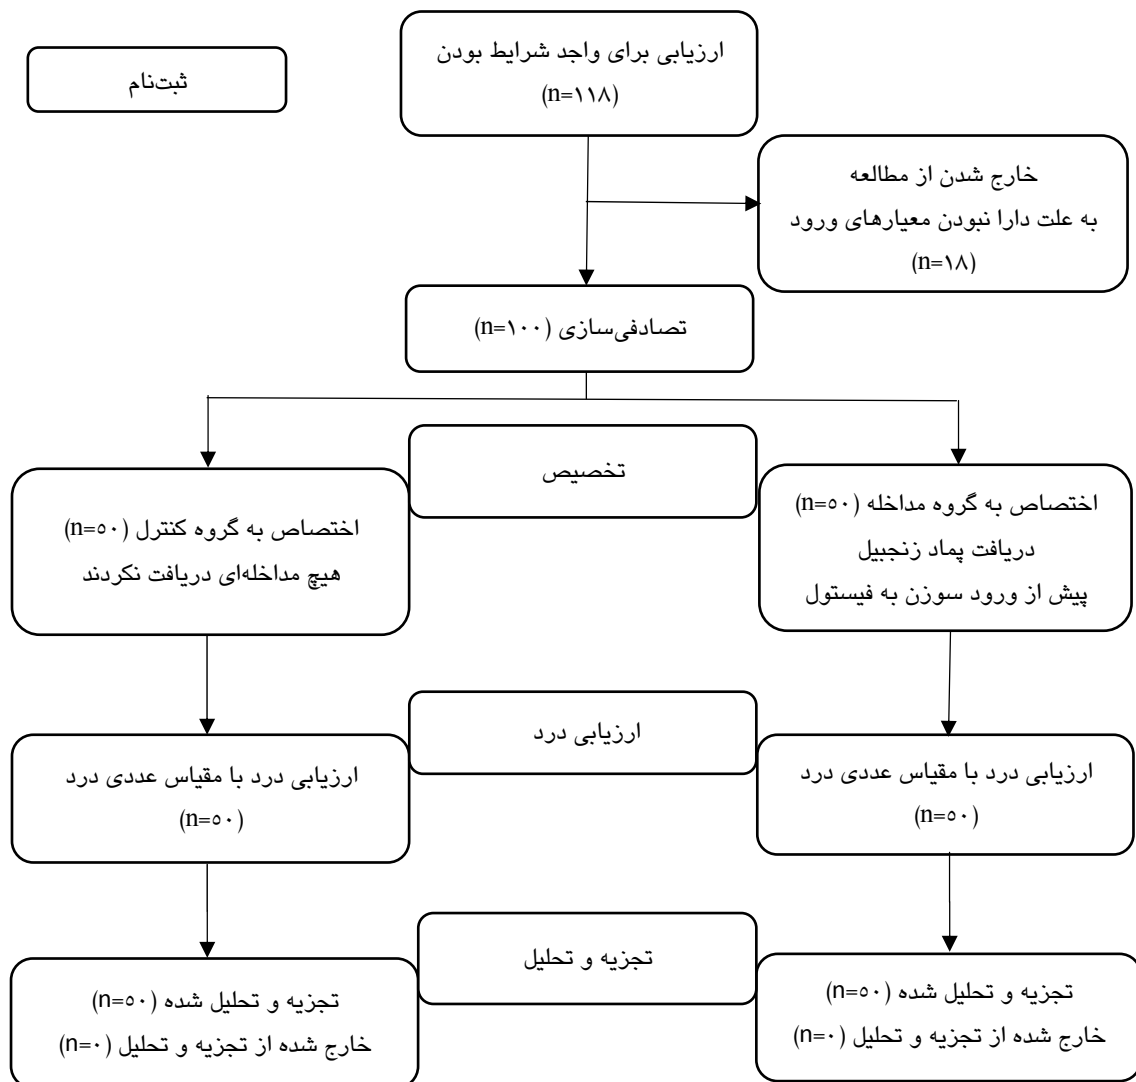 ثبت‌نام
ارزیابی برای واجد شرایط بودن
(n=۱۱۸)
خارج شدن از مطالعه
به علت دارا نبودن معیارهای ورود
(n=۱۸)
تصادفی‌سازی (n=۱۰۰)
تخصیص
اختصاص به گروه مداخله (n=۵۰)
دریافت پماد زنجبیل
پیش از ورود سوزن به فیستول
اختصاص به گروه کنترل (n=۵۰)
هیچ مداخله‌ای دریافت نکردند
ارزیابی درد
ارزیابی درد با مقیاس عددی درد
(n=۵۰)
ارزیابی درد با مقیاس عددی درد
(n=۵۰)
تجزیه و تحلیل
تجزیه و تحلیل شده (n=۵۰)
خارج شده از تجزیه و تحلیل (n=۰)
تجزیه و تحلیل شده (n=۵۰)
خارج شده از تجزیه و تحلیل (n=۰)